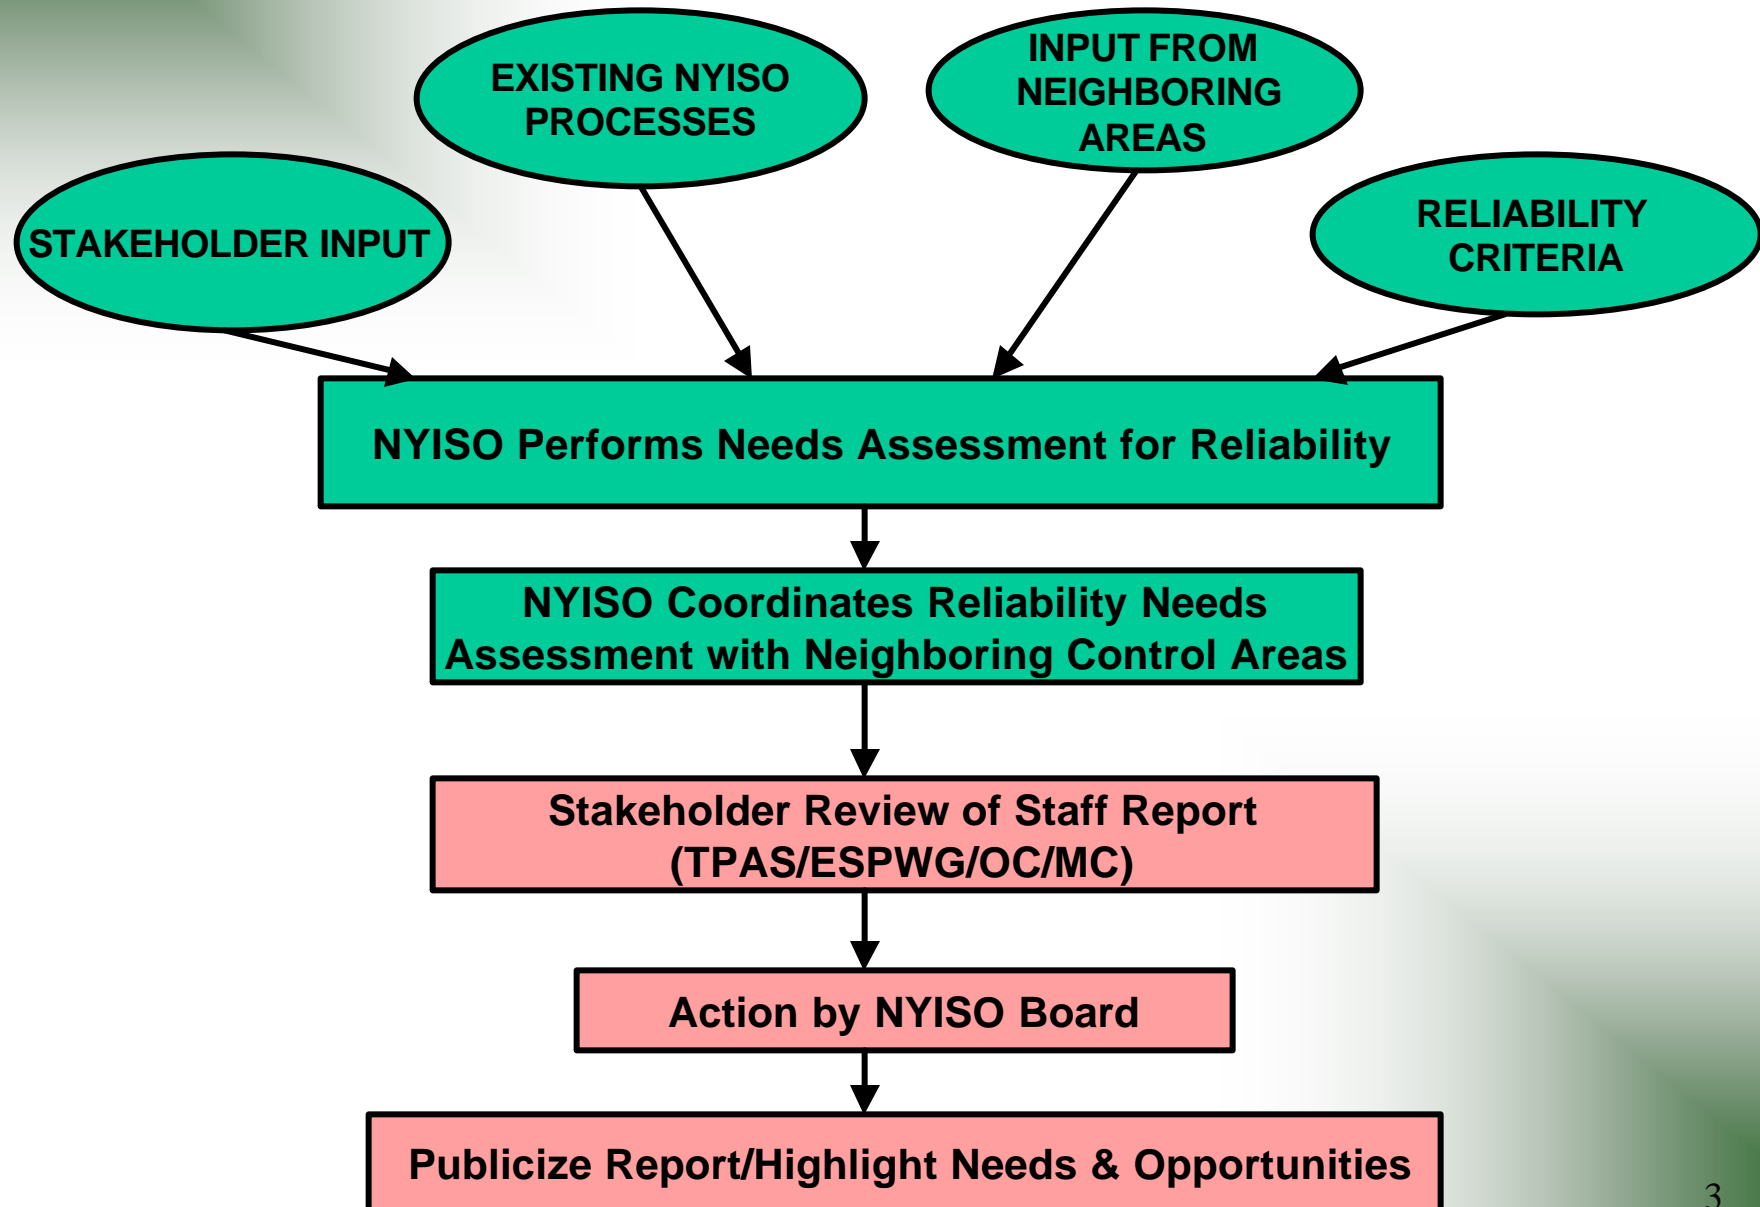 EXISTING NYISO
PROCESSES
INPUT FROM
NEIGHBORING
AREAS
STAKEHOLDER INPUT
RELIABILITY
CRITERIA
NYISO Performs Needs Assessment for Reliability
NYISO Coordinates Reliability Needs
Assessment with Neighboring Control Areas
Stakeholder Review of Staff Report
(TPAS/ESPWG/OC/MC)
Action by NYISO Board
Publicize Report/Highlight Needs & Opportunities
3